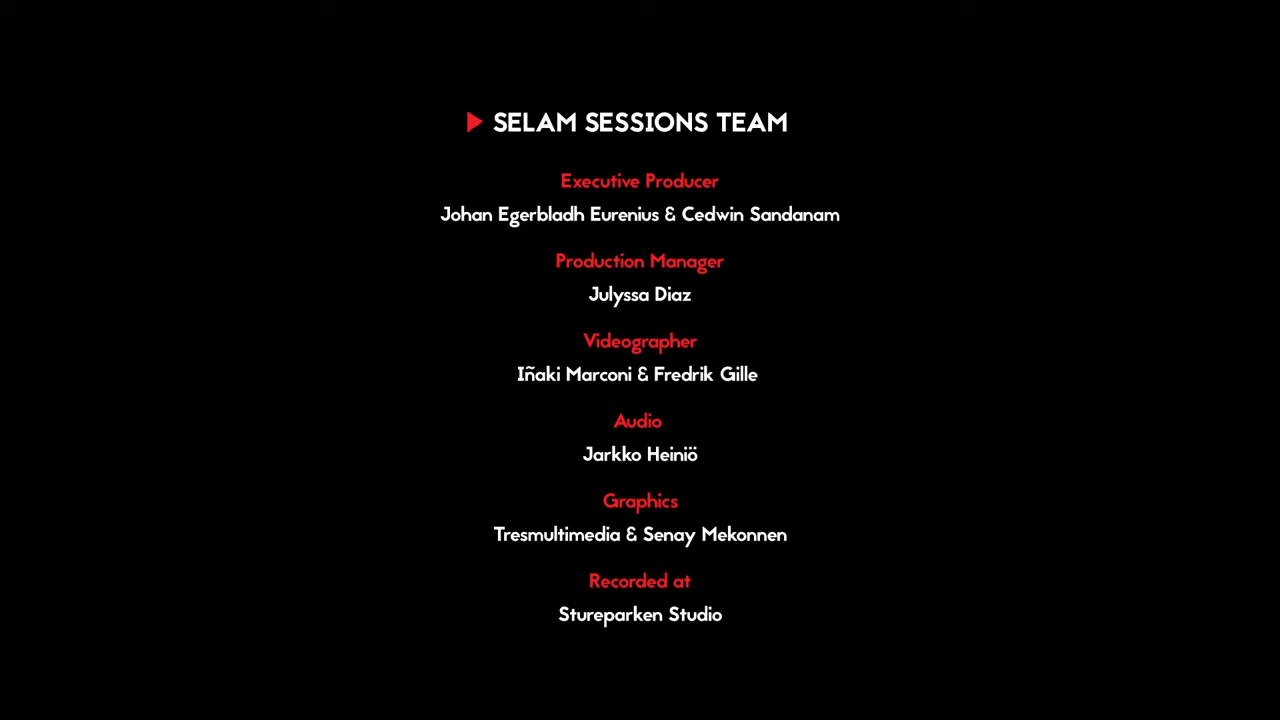 SELAM SESSIONS TEAM
Executive Producer
Johan Egerbladh Eurenius & Cedwin Sandanam
Production Manager
Julyssa Diaz
Videographer
Iñaki Marconi & Fredrik Gille
Audio
Jarkko Heiniö
Graphics
Tresmultimedia & Senay Mekonnen
Recorded at
Stureparken Studio